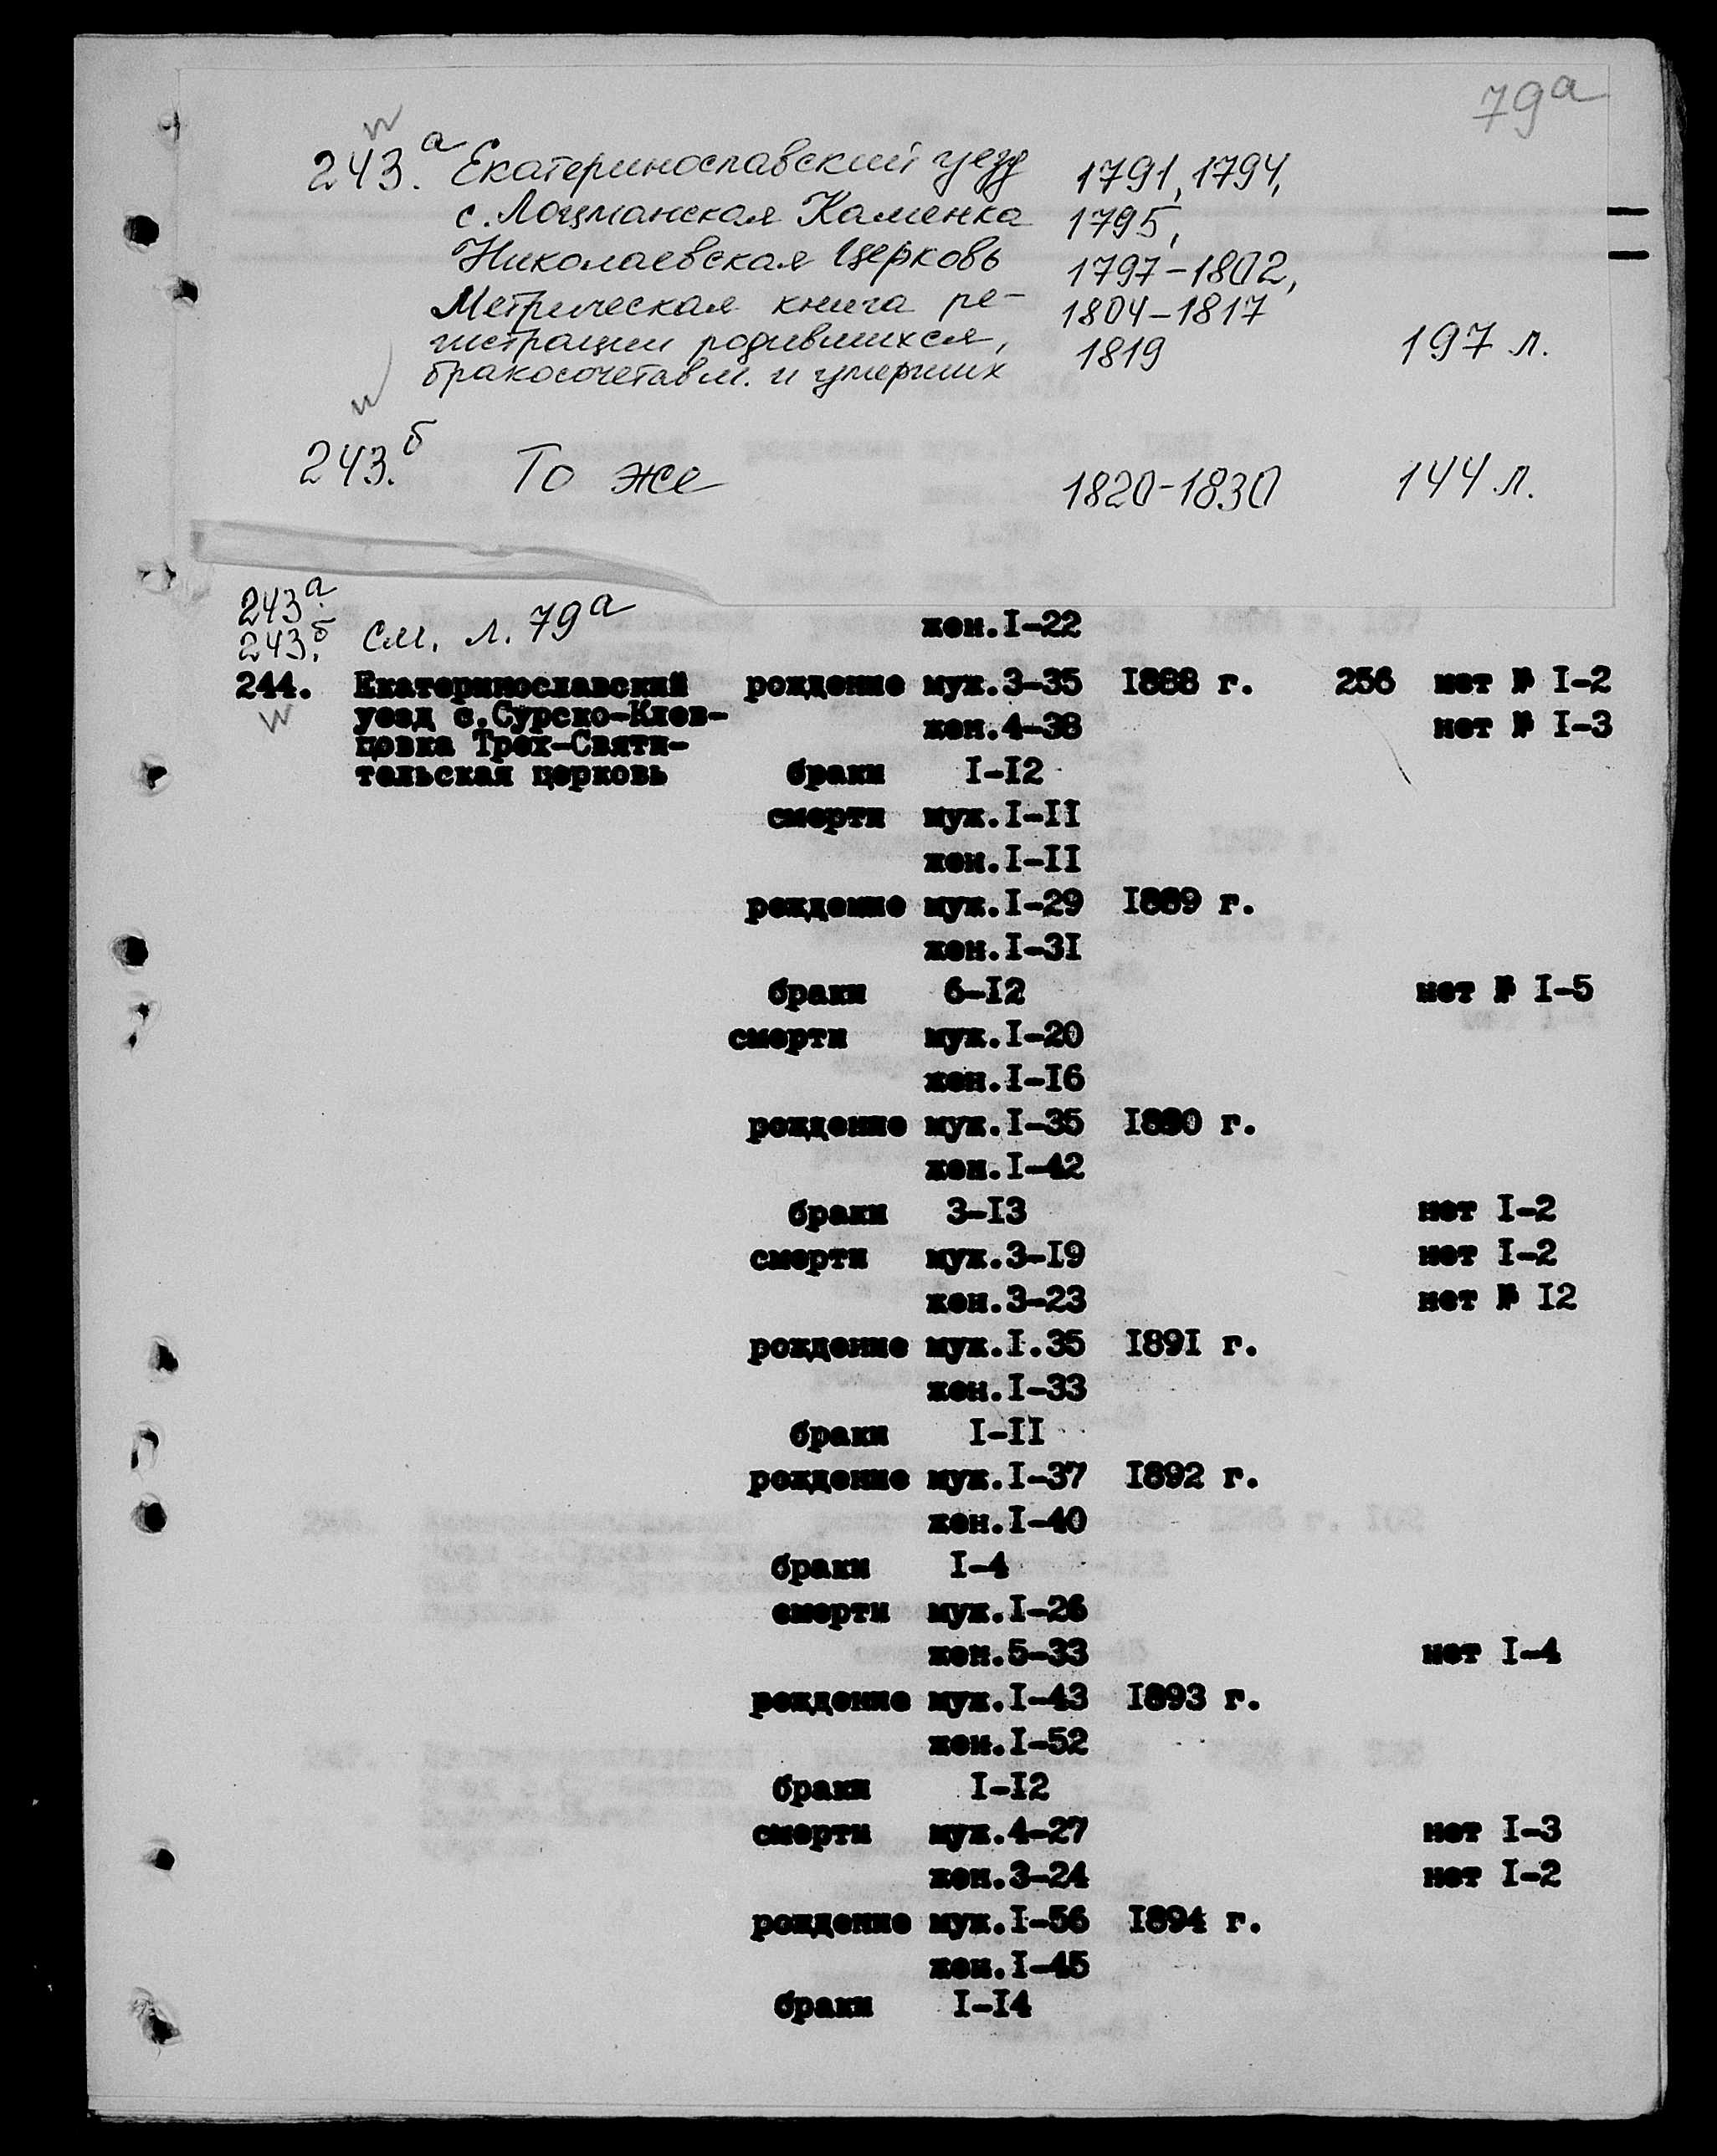 79а
243.а Екатеринославский уезд 1791, 1794,
с. Лоцманская Каменка 1795,
Николаевская Церковь 1797-1802,
Метрическая книга ре- 1804-1817
гистрации родившихся, 1819 197 л.
бракосочетавш. и умерших
243.б То же 1820-1830 144 л.
243а.
243б. см. л. 79а
жен.I-22
244. Екатеринославский рождение муж.3-35 1888 г. 256 нет № I-2
уезд с.Сурско-Клев- жен.4-38 нет № I-3
цовка Трех-Святи-
тельская церковь браки I-I2
смерти муж.I-II
жен.I-II
рождение муж.I-29 I889 г.
жен.I-3I
браки 6-I2 нет № I-5
смерти муж.I-20
жен.I-I6
рождение муж.I-35 I890 г.
жен.I-42
браки 3-I3 нет I-2
смерти муж.3-I9 нет I-2
жен.3-23 нет № I2
рождение муж.I.35 I89I г.
жен.I-33
браки I-II
рождение муж.I-37 I892 г.
жен.I-40
браки I-4
смерти муж.I-26
жен.5-33 нет I-4
рождение муж.I-43 I893 г.
жен.I-52
браки I-I2
смерти муж.4-27 нет I-3
жен.3-24 нет I-2
рождение муж.I-56 I894 г.
жен.I-45
браки I-I4